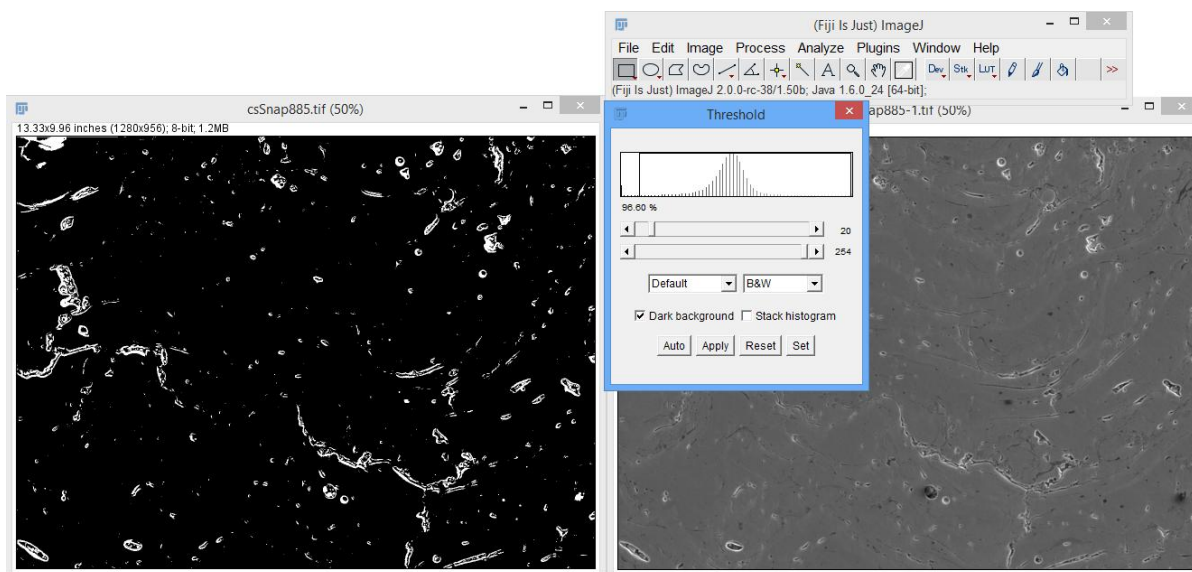 (Fiji Is Just) ImageJ
File Edit Image Process Analyze Plugins Window Help
Dev Stk LUT >>
(Fiji Is Just) ImageJ 2.0.0-rc-38/1.50b; Java 1.6.0_24 [64-bit];
csSnap885.tif (50%)
13.33x9.96 inches (1280x956); 8-bit; 1.2MB
Threshold
ap885-1.tif (50%)
96.60 %
20
254
Default B&W
Dark background Stack histogram
Auto Apply Reset Set